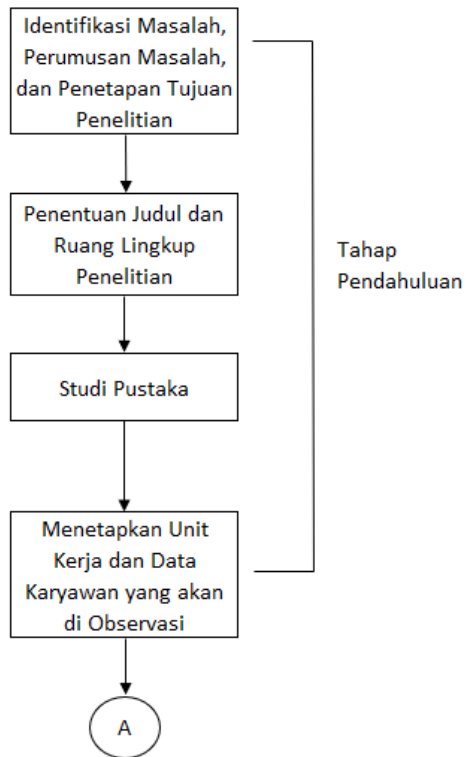 Identifikasi Masalah,
Perumusan Masalah,
dan Penetapan Tujuan
Penelitian
Penentuan Judul dan
Ruang Lingkup
Penelitian
Tahap
Pendahuluan
Studi Pustaka
Menetapkan Unit
Kerja dan Data
Karyawan yang akan
di Observasi
A